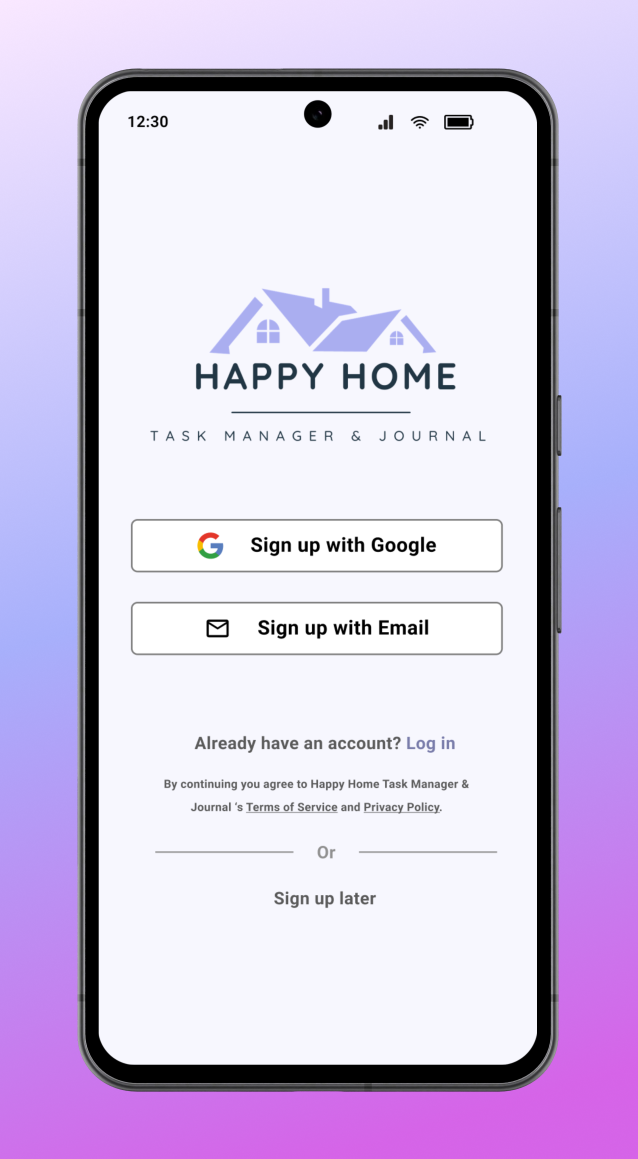 12:30
HAPPY HOME
TASK MANAGER & JOURNAL
Sign up with Google
Sign up with Email
Already have an account? Log in
By continuing you agree to Happy Home Task Manager &
Journal ‘s Terms of Service and Privacy Policy.
Or
Sign up later